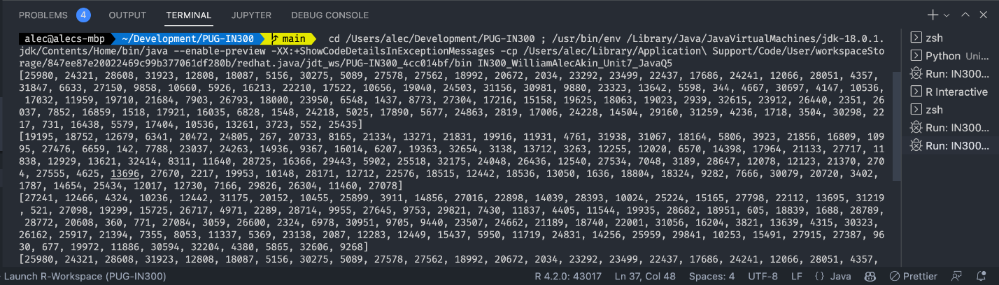 PROBLEMS 4 OUTPUT TERMINAL JUPYTER DEBUG CONSOLE
alec@alecs-mbp ~/Development/PUG-IN300 main cd /Users/alec/Development/PUG-IN300 ; /usr/bin/env /Library/Java/JavaVirtualMachines/jdk-18.0.1.
jdk/Contents/Home/bin/java --enable-preview -XX:+ShowCodeDetailsInExceptionMessages -cp /Users/alec/Library/Application\ Support/Code/User/workspaceSto
rage/847ee87e20022469c99b377061df280b/redhat.java/jdt_ws/PUG-IN300_4cc014bf/bin IN300_WilliamAlecAkin_Unit7_JavaQ5
[25980, 24321, 28608, 31923, 12808, 18087, 5156, 30275, 5089, 27578, 27562, 18992, 20672, 2034, 23292, 23499, 22437, 17686, 24241, 12066, 28051, 4357,
31847, 6633, 27150, 9858, 10660, 5926, 16213, 22210, 17522, 10656, 19040, 24503, 31156, 30981, 9880, 23323, 13642, 5598, 344, 4667, 30697, 4147, 10536,
17032, 11959, 19710, 21684, 7903, 26793, 18000, 23950, 6548, 1437, 8773, 27304, 17216, 15158, 19625, 18063, 19023, 2939, 32615, 23912, 26440, 2351, 26
037, 7852, 16859, 1518, 17921, 16035, 6828, 1548, 24218, 5025, 17890, 5677, 24863, 2819, 17006, 24228, 14504, 29160, 31259, 4236, 1718, 3504, 30298, 22
17, 731, 16438, 5579, 17404, 10536, 13261, 3723, 552, 25435]
[19195, 18752, 12679, 6341, 20472, 24805, 267, 20733, 8165, 21334, 13271, 21831, 19916, 11931, 4761, 31938, 31067, 18164, 5806, 3923, 21856, 16809, 109
95, 27476, 6659, 142, 7788, 23037, 24263, 14936, 9367, 16014, 6207, 19363, 32654, 3138, 13712, 3263, 12255, 12020, 6570, 14398, 17964, 21133, 27717, 11
838, 12929, 13621, 32414, 8311, 11640, 28725, 16366, 29443, 5902, 25518, 32175, 24048, 26436, 12540, 27534, 7048, 3189, 28647, 12078, 12123, 21370, 270
4, 27555, 4625, 13696, 27670, 2217, 19953, 10148, 28171, 12712, 22576, 18515, 12442, 18536, 13050, 1636, 18804, 18324, 9282, 7666, 30079, 20720, 3402,
1787, 14654, 25434, 12017, 12730, 7166, 29826, 26304, 11460, 27078]
[27241, 12466, 4324, 10236, 12442, 31175, 20152, 10455, 25899, 3911, 14856, 27016, 22898, 14039, 28393, 10024, 25224, 15165, 27798, 22112, 13695, 31219
, 521, 27098, 19299, 15725, 26717, 4971, 2289, 28714, 9955, 27645, 9753, 29821, 7430, 11837, 4405, 11544, 19935, 28682, 18951, 605, 18839, 1688, 28789,
28772, 20608, 360, 771, 27084, 3059, 26600, 2324, 6978, 30951, 9705, 9440, 23507, 24662, 21189, 18740, 22001, 31056, 16204, 3821, 13639, 4315, 30323,
26162, 25917, 21394, 7355, 8053, 11337, 5369, 23138, 2087, 12283, 12449, 15437, 5950, 11719, 24831, 14256, 25959, 29841, 10253, 15491, 27915, 27387, 96
30, 677, 19972, 11886, 30594, 32204, 4380, 5865, 32606, 9268]
[25980, 24321, 28608, 31923, 12808, 18087, 5156, 30275, 5089, 27578, 27562, 18992, 20672, 2034, 23292, 23499, 22437, 17686, 24241, 12066, 28051, 4357,
zsh
Python Uni...
Run: IN300...
R Interactive
zsh
Run: IN300...
Run: IN300...
Launch R-Workspace (PUG-IN300) R 4.2.0: 43017 Ln 37, Col 48 Spaces: 4 UTF-8 LF {} Java Prettier